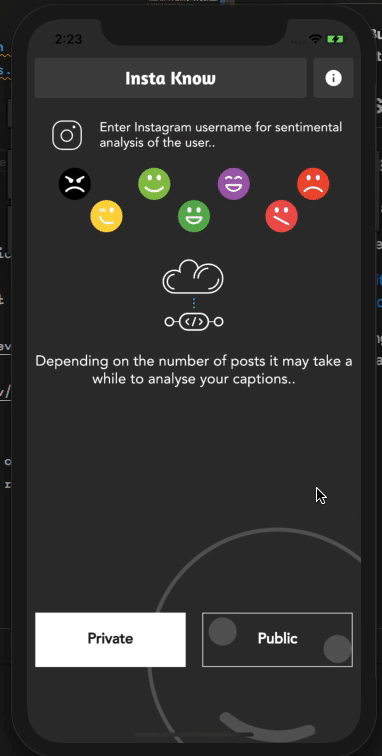 2:23
Insta Know
Enter Instagram username for sentimental
analysis of the user..
</>
Depending on the number of posts it may take a
while to analyse your captions..
Private
Public